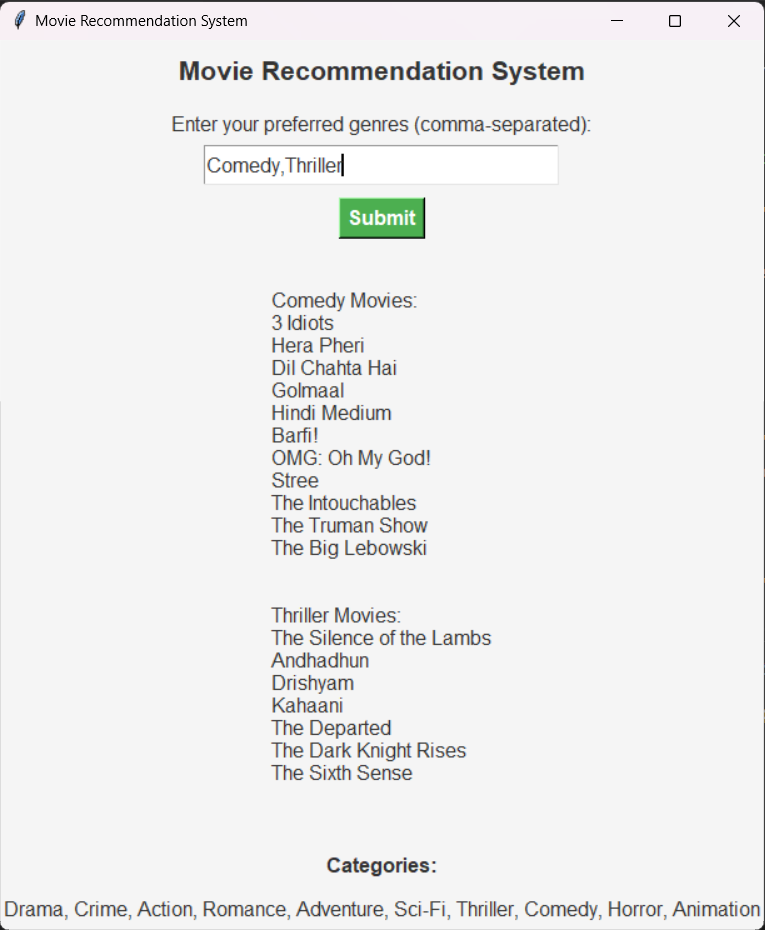 Movie Recommendation System
Movie Recommendation System
Enter your preferred genres (comma-separated):
Comedy,Thriller
Submit
Comedy Movies:
3 Idiots
Hera Pheri
Dil Chahta Hai
Golmaal
Hindi Medium
Barfi!
OMG: Oh My God!
Stree
The Intouchables
The Truman Show
The Big Lebowski
Thriller Movies:
The Silence of the Lambs
Andhadhun
Drishyam
Kahaani
The Departed
The Dark Knight Rises
The Sixth Sense
Categories:
Drama, Crime, Action, Romance, Adventure, Sci-Fi, Thriller, Comedy, Horror, Animation